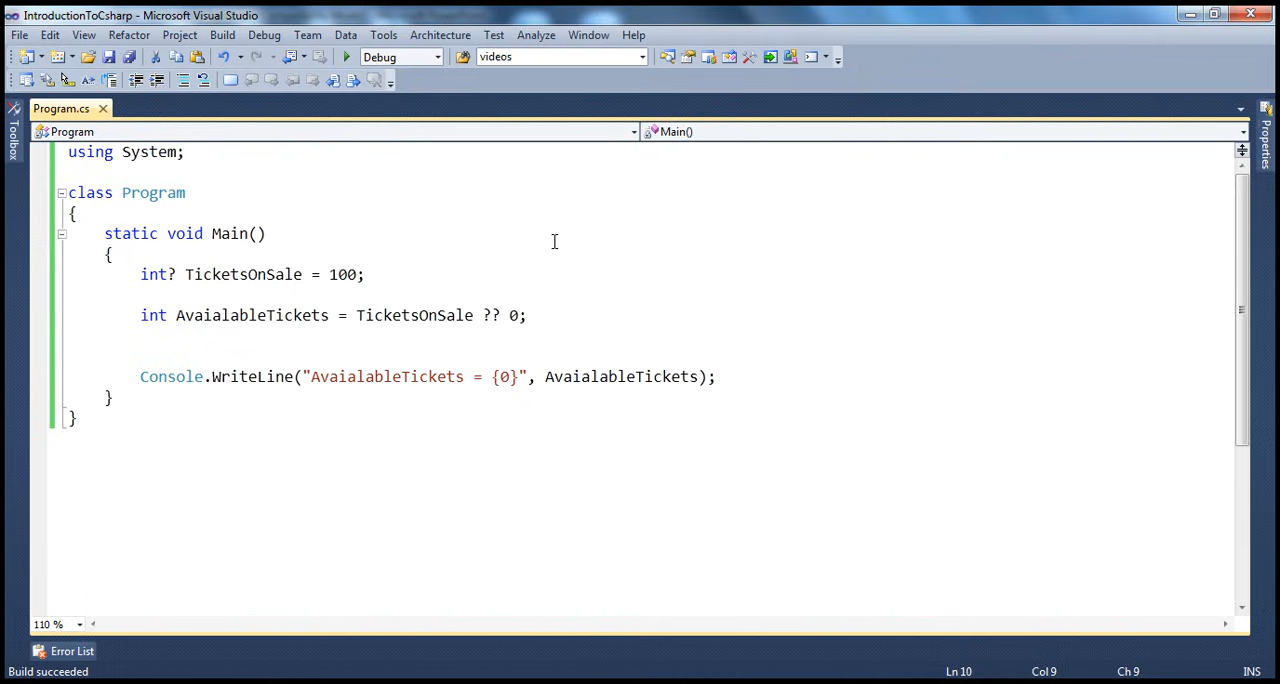 IntroductionToCsharp - Microsoft Visual Studio
File Edit View Refactor Project Build Debug Team Data Tools Architecture Test Analyze Window Help
Debug videos
Program.cs
Toolbox
Properties
Program Main()
using System;
class Program
{
static void Main()
{
int? TicketsOnSale = 100;
int AvaialableTickets = TicketsOnSale ?? 0;
Console.WriteLine("AvaialableTickets = {0}", AvaialableTickets);
}
}
110 %
Error List
Build succeeded Ln 10 Col 9 Ch 9 INS